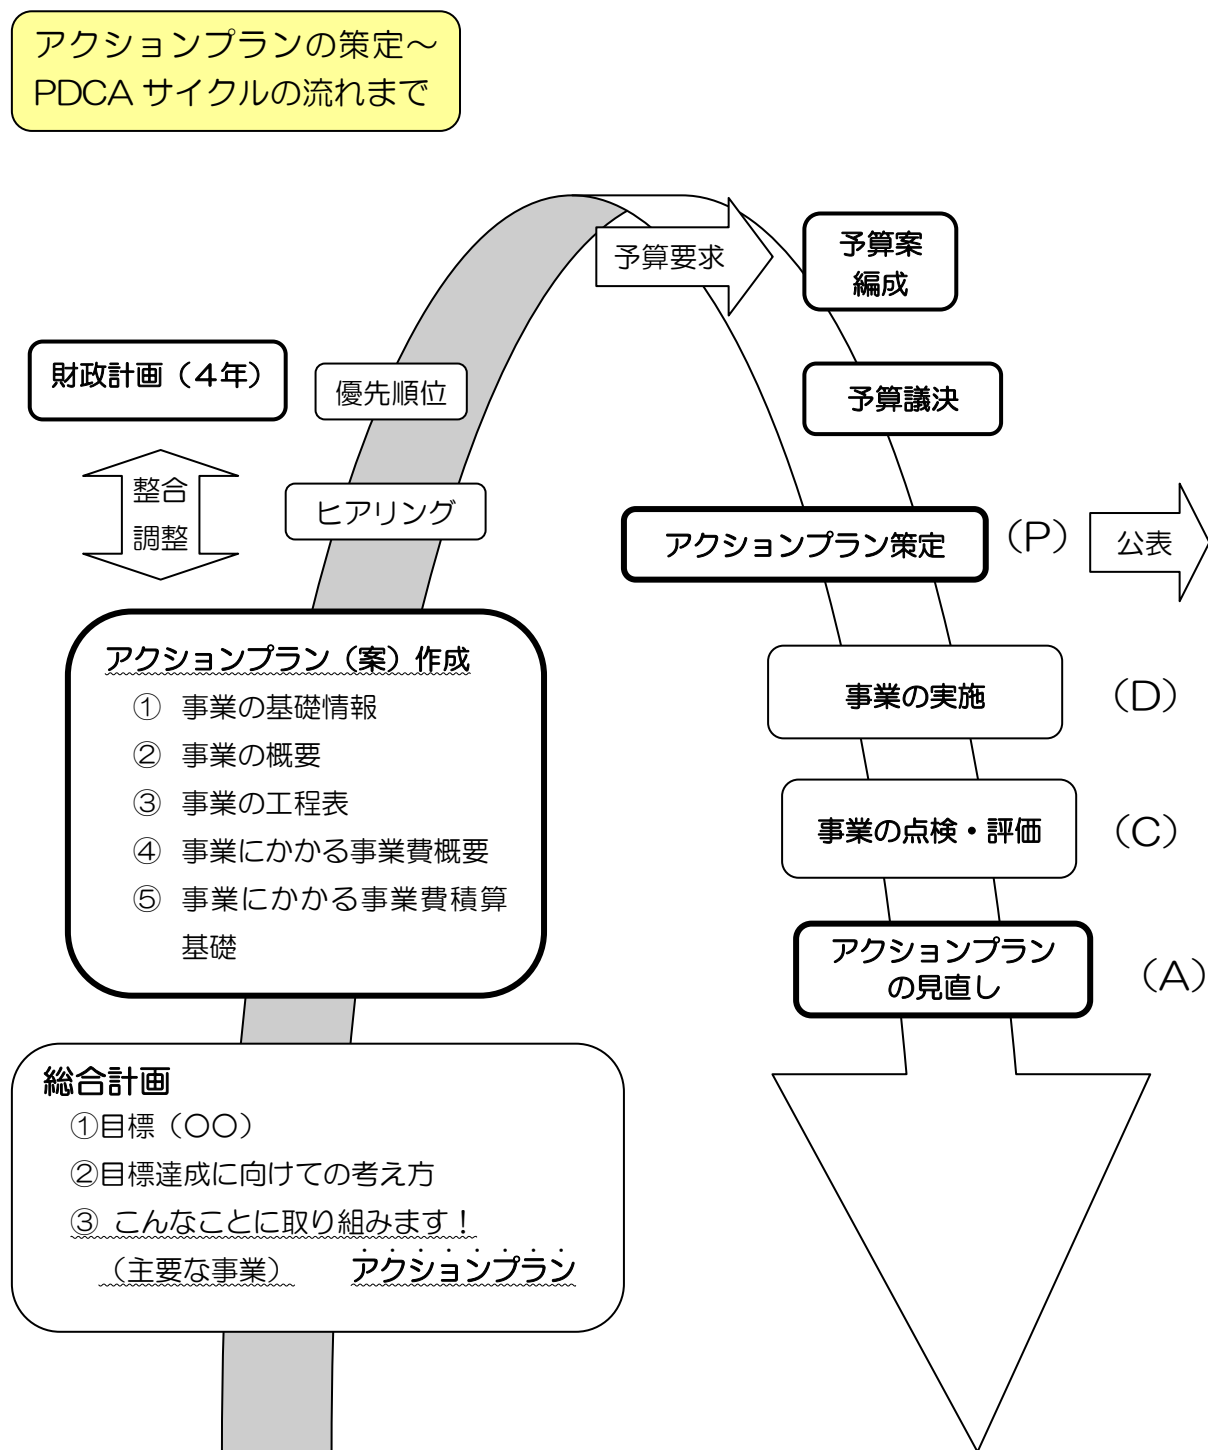 アクションプランの策定～
PDCA サイクルの流れまで
予算要求
予算案
編成
財政計画（４年）
優先順位
予算議決
整合
調整
ヒアリング
アクションプラン策定
（P）
公表
アクションプラン（案）作成
① 事業の基礎情報
② 事業の概要
③ 事業の工程表
④ 事業にかかる事業費概要
⑤ 事業にかかる事業費積算
基礎
事業の実施
（D）
事業の点検・評価
（C）
アクションプラン
の見直し
（A）
総合計画
①目標（〇〇）
②目標達成に向けての考え方
③ こんなことに取り組みます！
（主要な事業） アクションプラン